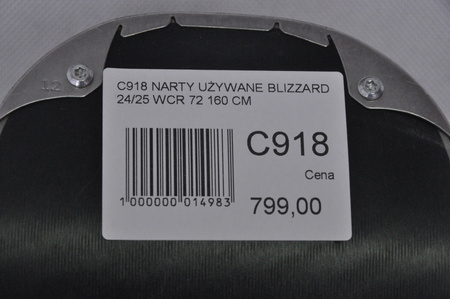 C918 NARTY UŻYWANE BLIZZARD
24/25 WCR 72 160 CM
C918
Cena
1 000000 014983
799,00
12